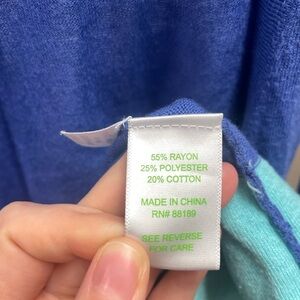 55% RAYON
25% POLYESTER
20% COTTON
MADE IN CHINA
RN# 88189
SEE REVERSE
FOR CARE